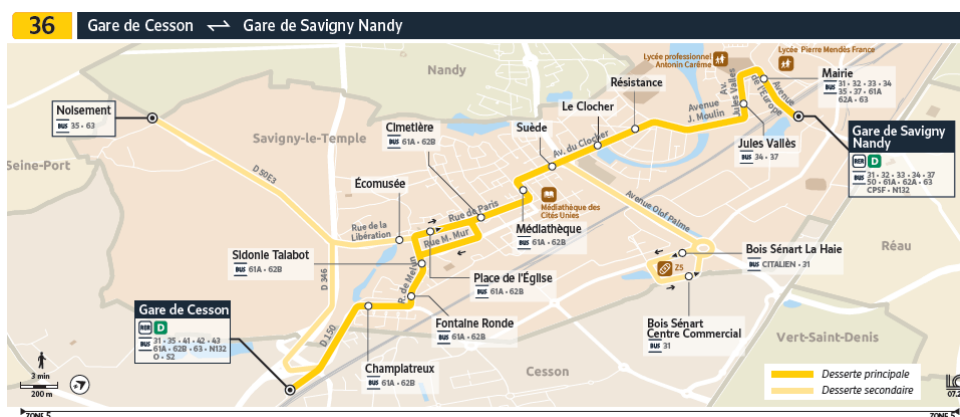 36
Gare de Cesson ⇌ Gare de Savigny Nandy
Lycée professionnel
Antonin Carême
Lycée Pierre Mendès France
Nandy
Mairie
BUS 31 • 32 • 33 • 34
35 • 37 • 61A
62A • 63
Av.
Jules Vallès
Avenue
de l'Europe
Résistance
Noisement
BUS 35 • 63
Le Clocher
Avenue
J. Moulin
Cimetière
BUS 61A • 62B
Suède
Savigny-le-Temple
Av. du Clocher
Jules Vallès
BUS 34 • 37
Gare de Savigny
Nandy
RER D
BUS 31 • 32 • 33 • 34 • 37
50 • 61A • 62A • 63
CPSF • N132
Seine-Port
D 50E3
Écomusée
Médiathèque des
Cités Unies
Avenue Olof Palme
Rue de Paris
Rue de la
Libération
Rue M. Mur
Médiathèque
BUS 61A • 62B
Réau
Sidonie Talabot
BUS 61A • 62B
Bois Sénart La Haie
BUS CITALIEN • 31
D 346
R. de Melun
Place de l'Église
BUS 61A • 62B
Z5
Gare de Cesson
RER D
BUS 31 • 35 • 41 • 42 • 43
61A • 62B • 63 • N132
O • S2
D 150
Fontaine Ronde
BUS 61A • 62B
Bois Sénart
Centre Commercial
BUS 31
Vert-Saint-Denis
Champlatreux
BUS 61A • 62B
Cesson
3 min
200 m
Desserte principale
Desserte secondaire
ZONE 5
ZONE 5